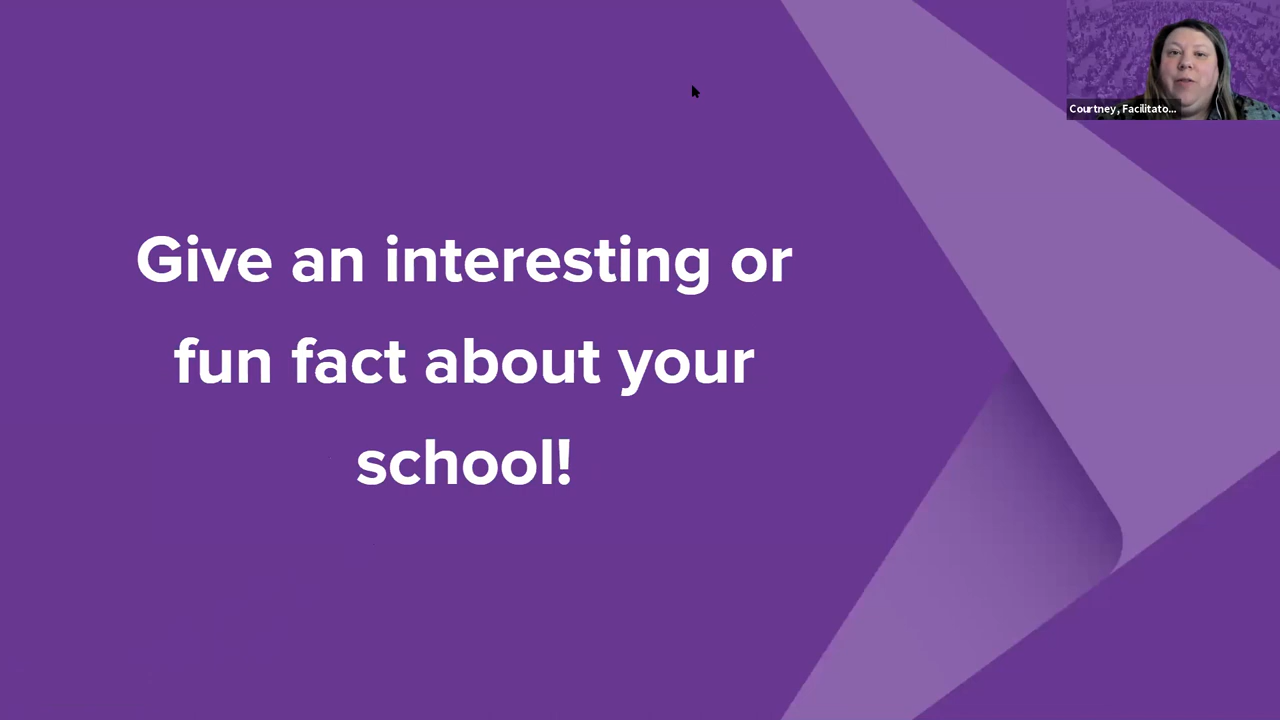 Give an interesting or
fun fact about your
school!
Courtney, Facilitato...